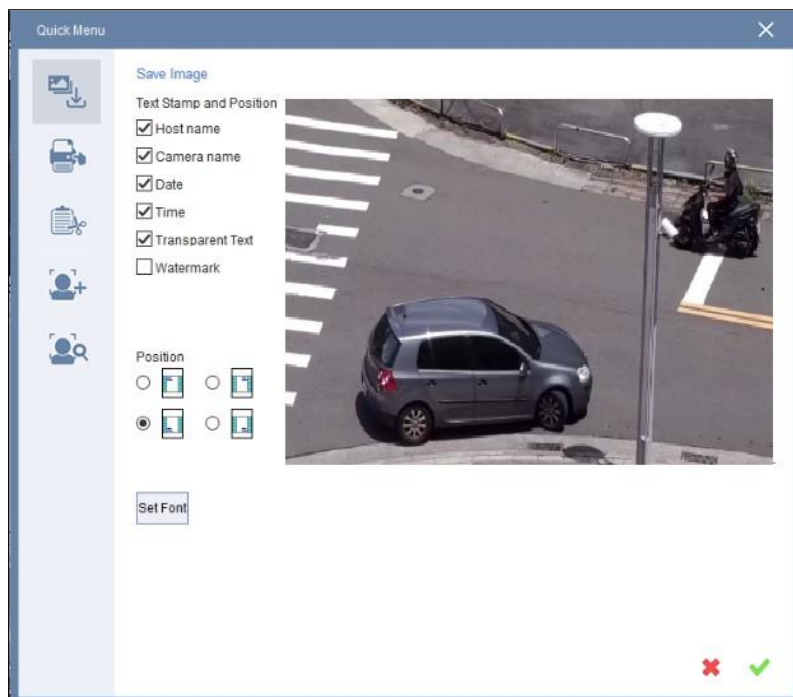 Quick Menu
Save Image
Text Stamp and Position
Host name
Camera name
Date
Time
Transparent Text
Watermark
Position
Set Font